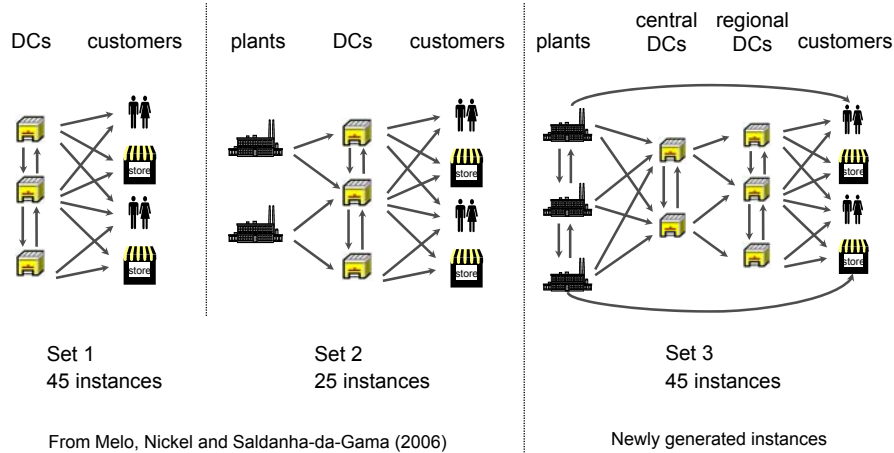 DCs customers
store
store
Set 1
45 instances
plants DCs customers
store
store
Set 2
25 instances
From Melo, Nickel and Saldanha-da-Gama (2006)
plants central DCs regional DCs customers
store
store
Set 3
45 instances
Newly generated instances